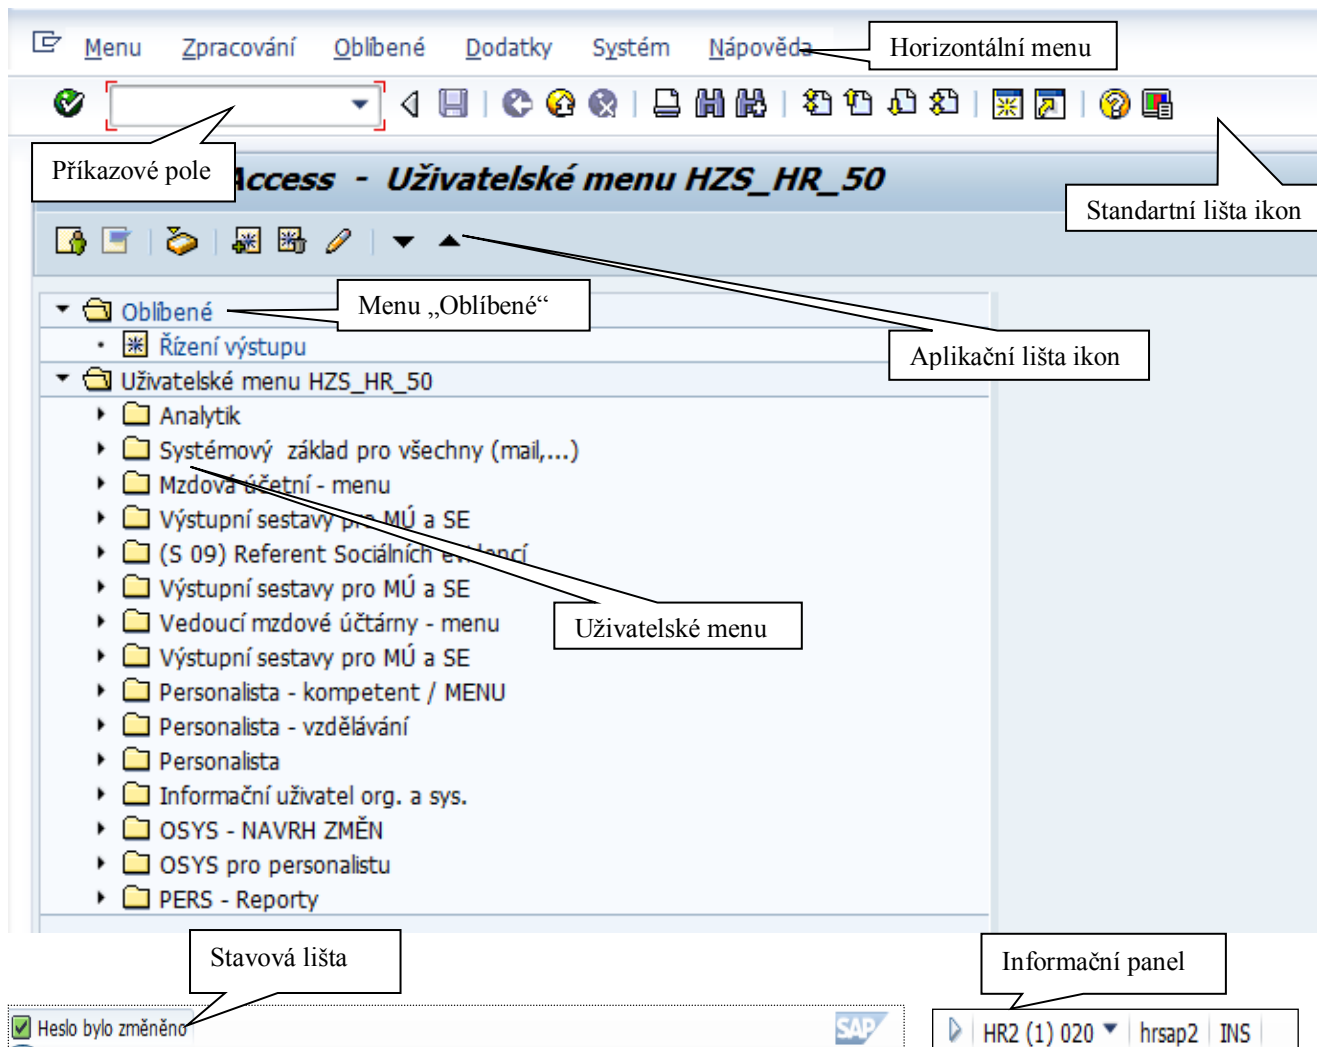 Menu Zpracování Oblíbené Dodatky Systém Nápověda
Horizontální menu
Příkazové pole
Access - Uživatelské menu HZS_HR_50
Standartní lišta ikon
Oblíbené
Menu „Oblíbené“
Řízení výstupu
Aplikační lišta ikon
Uživatelské menu HZS_HR_50
Analytik
Systémový základ pro všechny (mail,...)
Mzdová účetní - menu
Výstupní sestavy pro MÚ a SE
(S 09) Referent Sociálních evidencí
Výstupní sestavy pro MÚ a SE
Vedoucí mzdové účtárny - menu
Uživatelské menu
Výstupní sestavy pro MÚ a SE
Personalista - kompetent / MENU
Personalista - vzdělávání
Personalista
Informační uživatel org. a sys.
OSYS - NAVRH ZMĚN
OSYS pro personalistu
PERS - Reporty
Stavová lišta
Informační panel
Heslo bylo změněno
SAP
HR2 (1) 020 hrsap2 INS